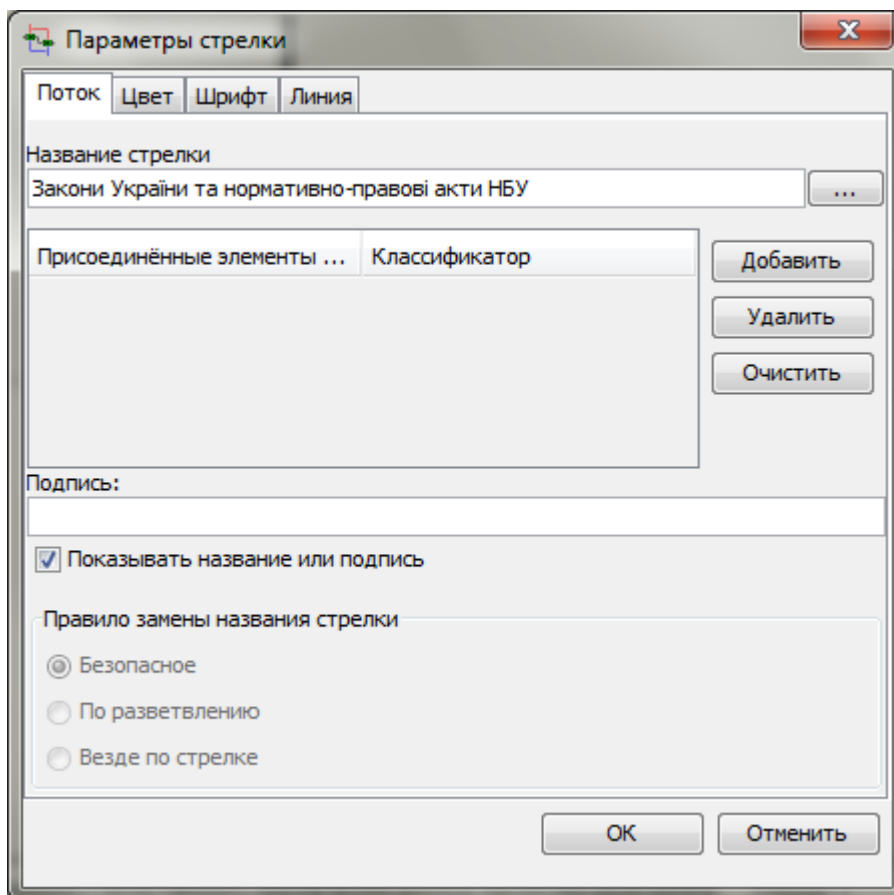 Параметры стрелки
Поток Цвет Шрифт Линия
Название стрелки
Закони України та нормативно-правові акти НБУ ...
Присоединённые элементы ... Классификатор
Добавить
Удалить
Очистить
Подпись:
Показывать название или подпись
Правило замены названия стрелки
Безопасное
По разветвлению
Везде по стрелке
OK Отменить